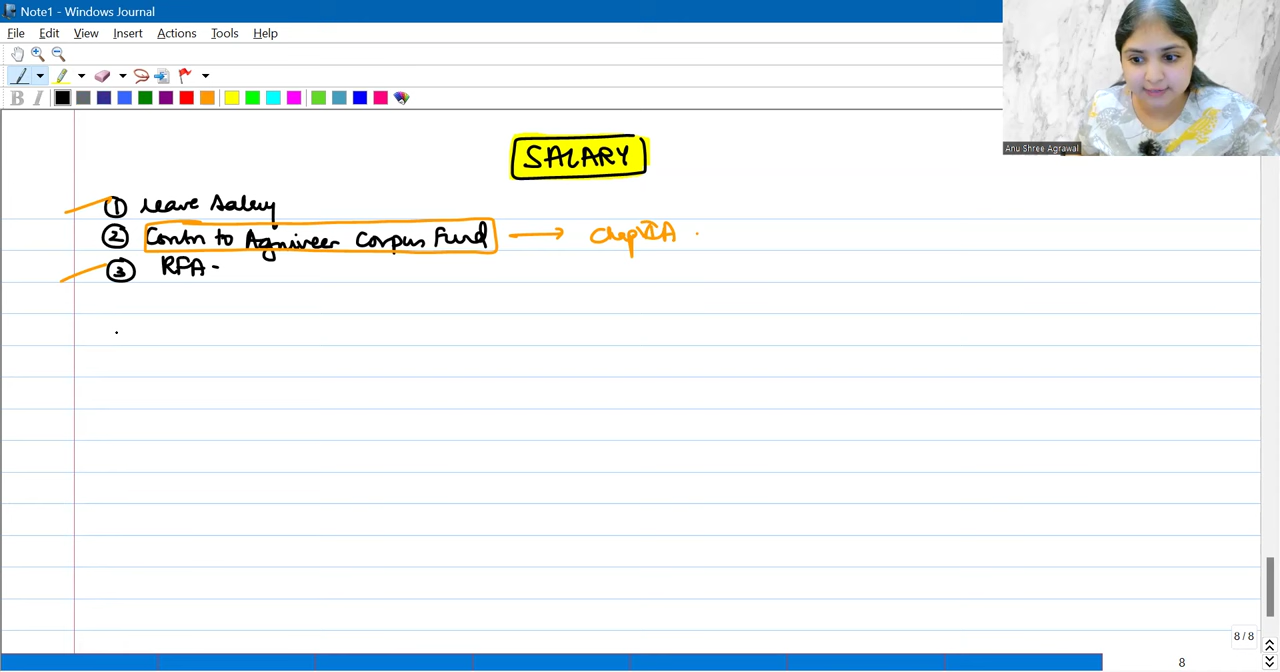 Note1 - Windows Journal
File Edit View Insert Actions Tools Help
B I
Anu Shree Agrawal
SALARY
① Leave Salary
② Contn to Agniveer Corpus Fund → chap VIA
③ RFA -
8 / 8
8